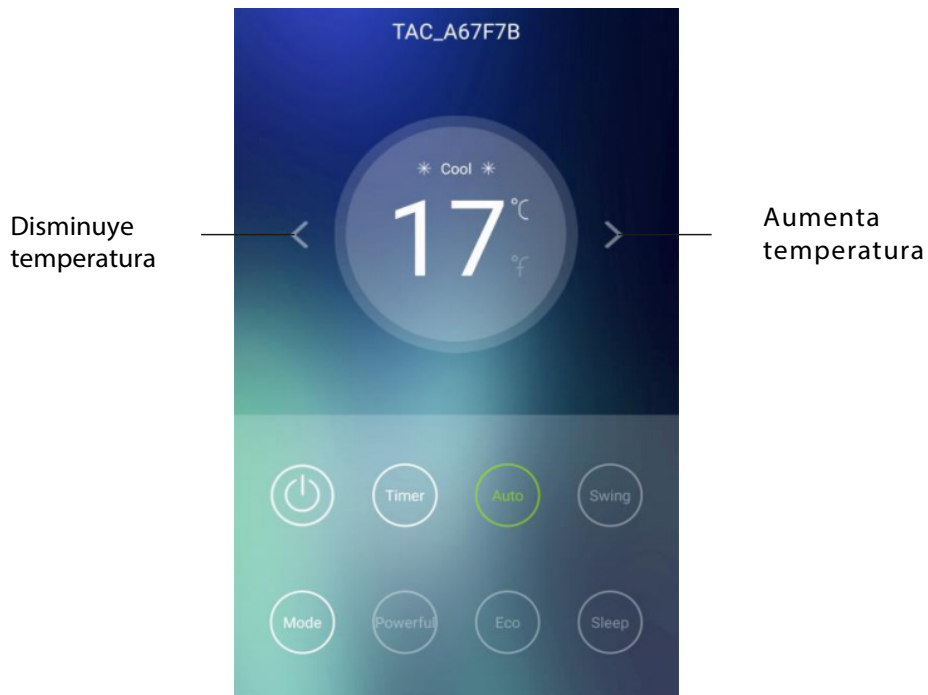 TAC_A67F7B
Cool
17 °C
°f
Disminuye
temperatura
Aumenta
temperatura
Timer
Auto
Swing
Mode
Powerful
Eco
Sleep